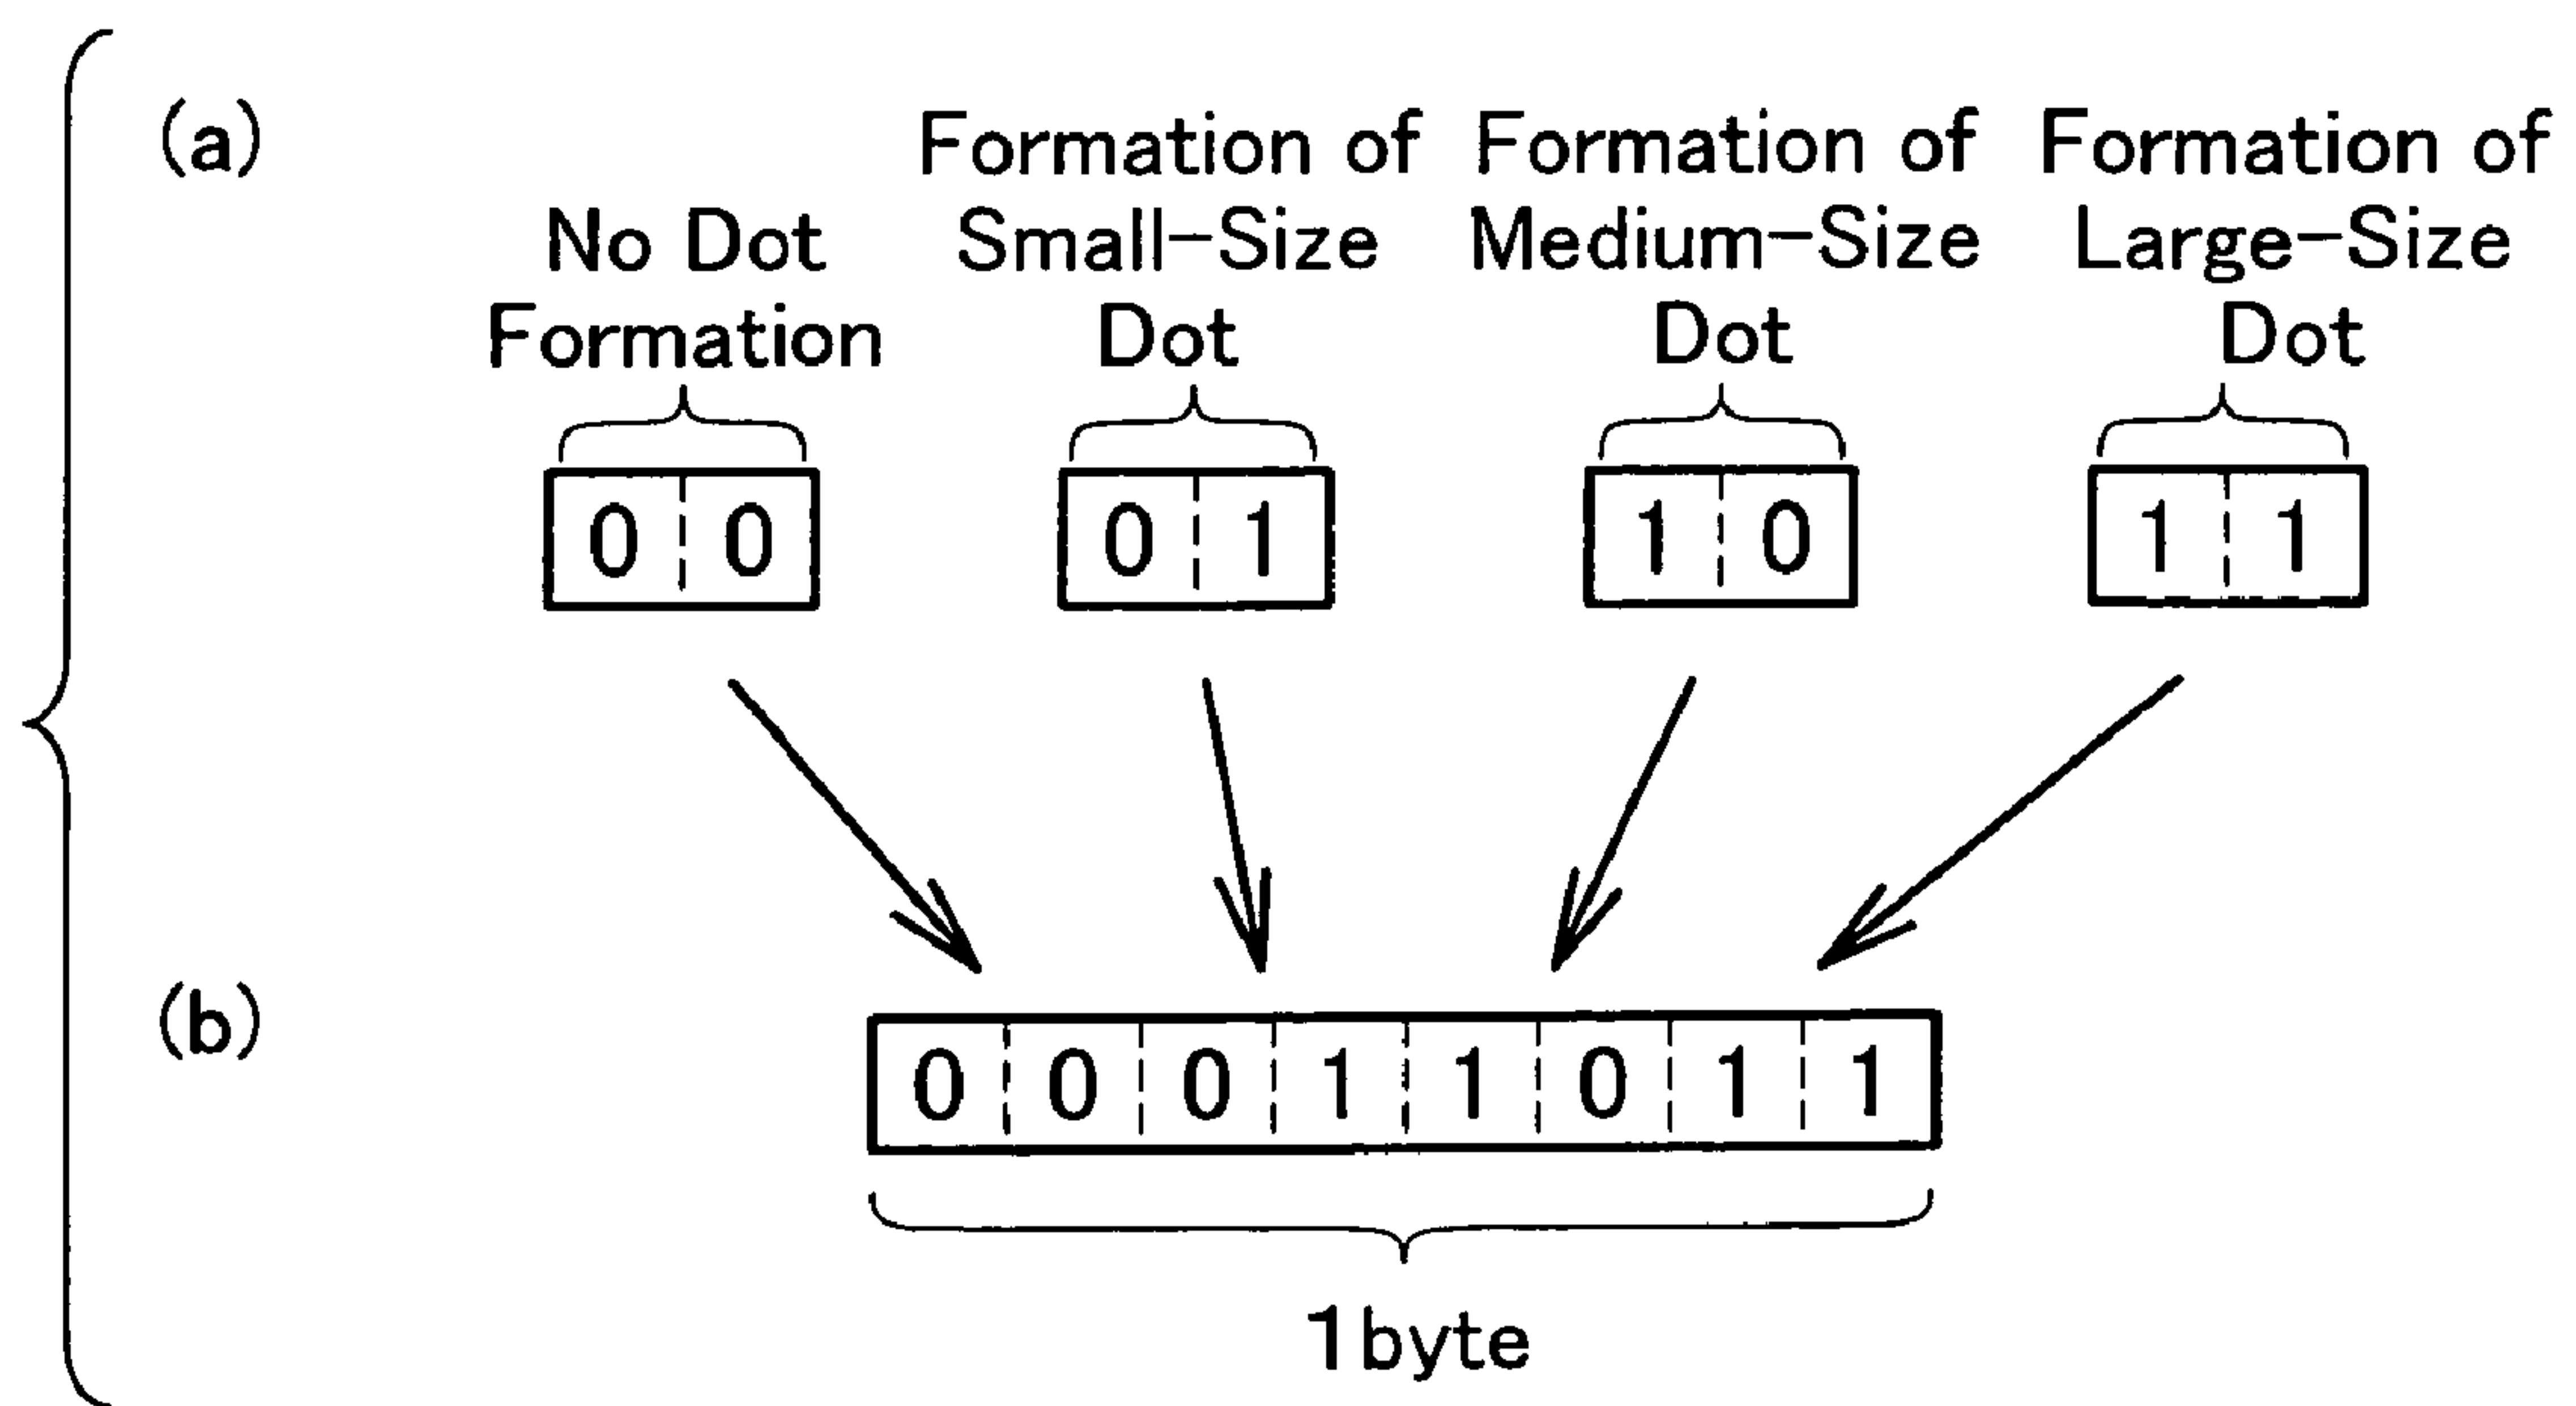 (a)
No Dot
Formation
Formation of
Small-Size
Dot
Formation of
Medium-Size
Dot
Formation of
Large-Size
Dot
0 0
0 1
1 0
1 1
(b)
0 0 0 1 1 0 1 1
1byte